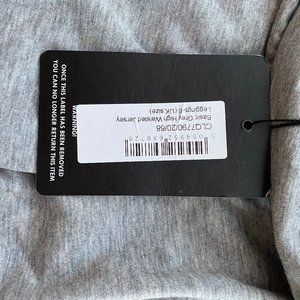 WARNING!
ONCE THIS LABEL HAS BEEN REMOVED
YOU CAN NO LONGER RETURN THIS ITEM
CLQ7790/20/68
Basic Grey High Waisted Jersey
Leggings 6 (UK size)